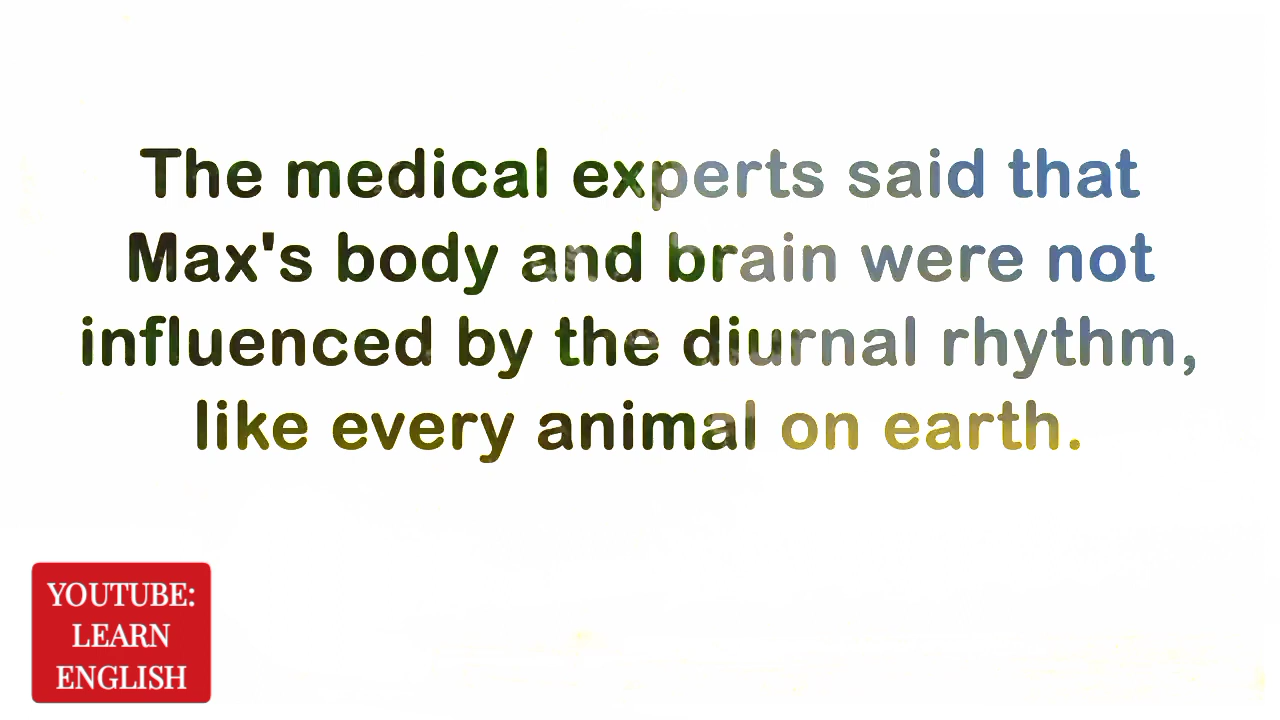 The medical experts said that
Max's body and brain were not
influenced by the diurnal rhythm,
like every animal on earth.
YOUTUBE:
LEARN
ENGLISH